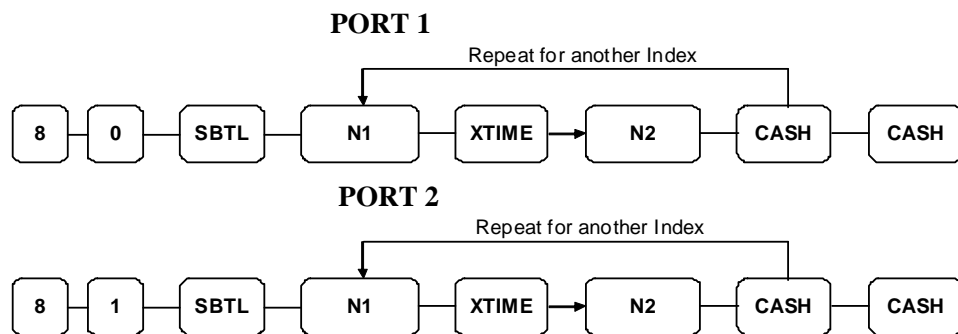 PORT 1
Repeat for another Index
8 0 SBTL N1 XTIME N2 CASH CASH
PORT 2
Repeat for another Index
8 1 SBTL N1 XTIME N2 CASH CASH